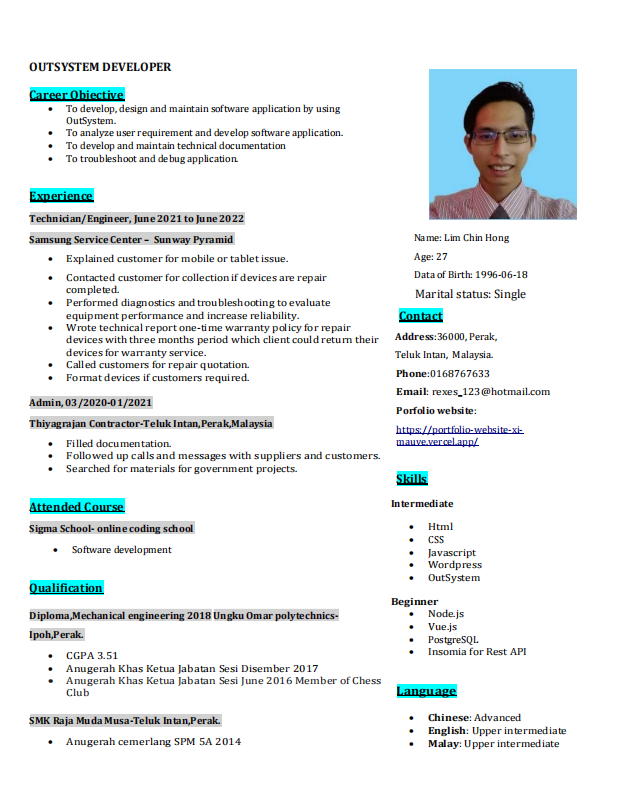 OUTSYSTEM DEVELOPER
Career Objective
• To develop, design and maintain software application by using
OutSystem.
• To analyze user requirement and develop software application.
• To develop and maintain technical documentation
• To troubleshoot and debug application.
Experience
Technician/Engineer, June 2021 to June 2022
Samsung Service Center – Sunway Pyramid
• Explained customer for mobile or tablet issue.
• Contacted customer for collection if devices are repair
completed.
• Performed diagnostics and troubleshooting to evaluate
equipment performance and increase reliability.
• Wrote technical report one-time warranty policy for repair
devices with three months period which client could return their
devices for warranty service.
• Called customers for repair quotation.
• Format devices if customers required.
Admin, 03/2020-01/2021
Thiyagrajan Contractor-Teluk Intan,Perak,Malaysia
• Filled documentation.
• Followed up calls and messages with suppliers and customers.
• Searched for materials for government projects.
Attended Course
Sigma School- online coding school
• Software development
Qualification
Diploma,Mechanical engineering 2018 Ungku Omar polytechnics-
Ipoh,Perak.
• CGPA 3.51
• Anugerah Khas Ketua Jabatan Sesi Disember 2017
• Anugerah Khas Ketua Jabatan Sesi June 2016 Member of Chess
Club
SMK Raja Muda Musa-Teluk Intan,Perak.
• Anugerah cemerlang SPM 5A 2014
Name: Lim Chin Hong
Age: 27
Data of Birth: 1996-06-18
Marital status: Single
Contact
Address:36000, Perak,
Teluk Intan, Malaysia.
Phone:0168767633
Email: rexes_123@hotmail.com
Porfolio website:
https://portfolio-website-xi-
mauve.vercel.app/
Skills
Intermediate
• Html
• CSS
• Javascript
• Wordpress
• OutSystem
Beginner
• Node.js
• Vue.js
• PostgreSQL
• Insomia for Rest API
Language
• Chinese: Advanced
• English: Upper intermediate
• Malay: Upper intermediate